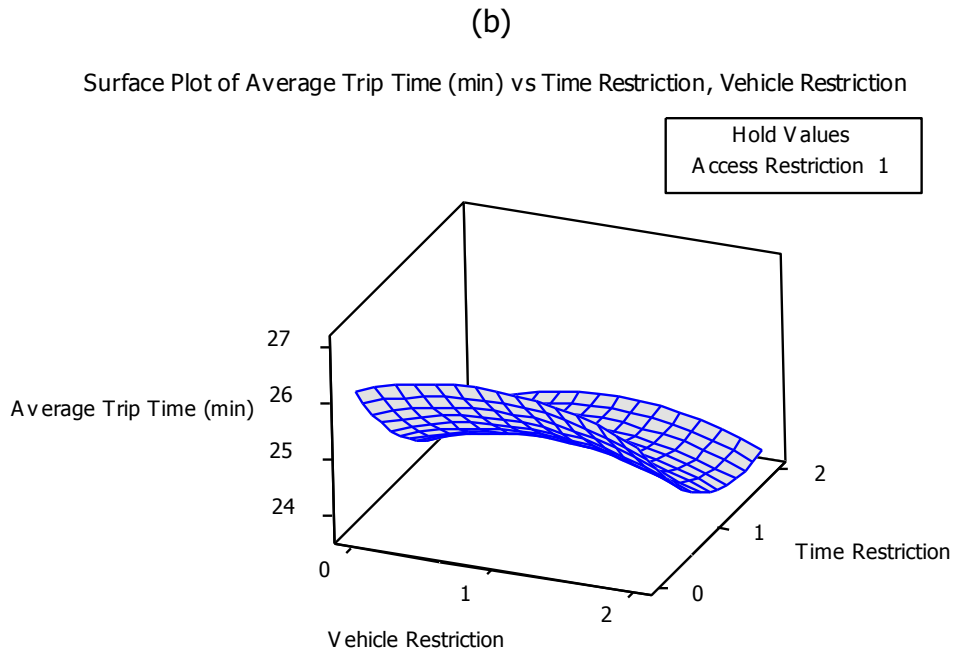 (b)
Surface Plot of Average Trip Time (min) vs Time Restriction, Vehicle Restriction
Hold Values
Access Restriction 1
27
26
Average Trip Time (min)
25
24
0
1
2
Vehicle Restriction
0
1
2
Time Restriction